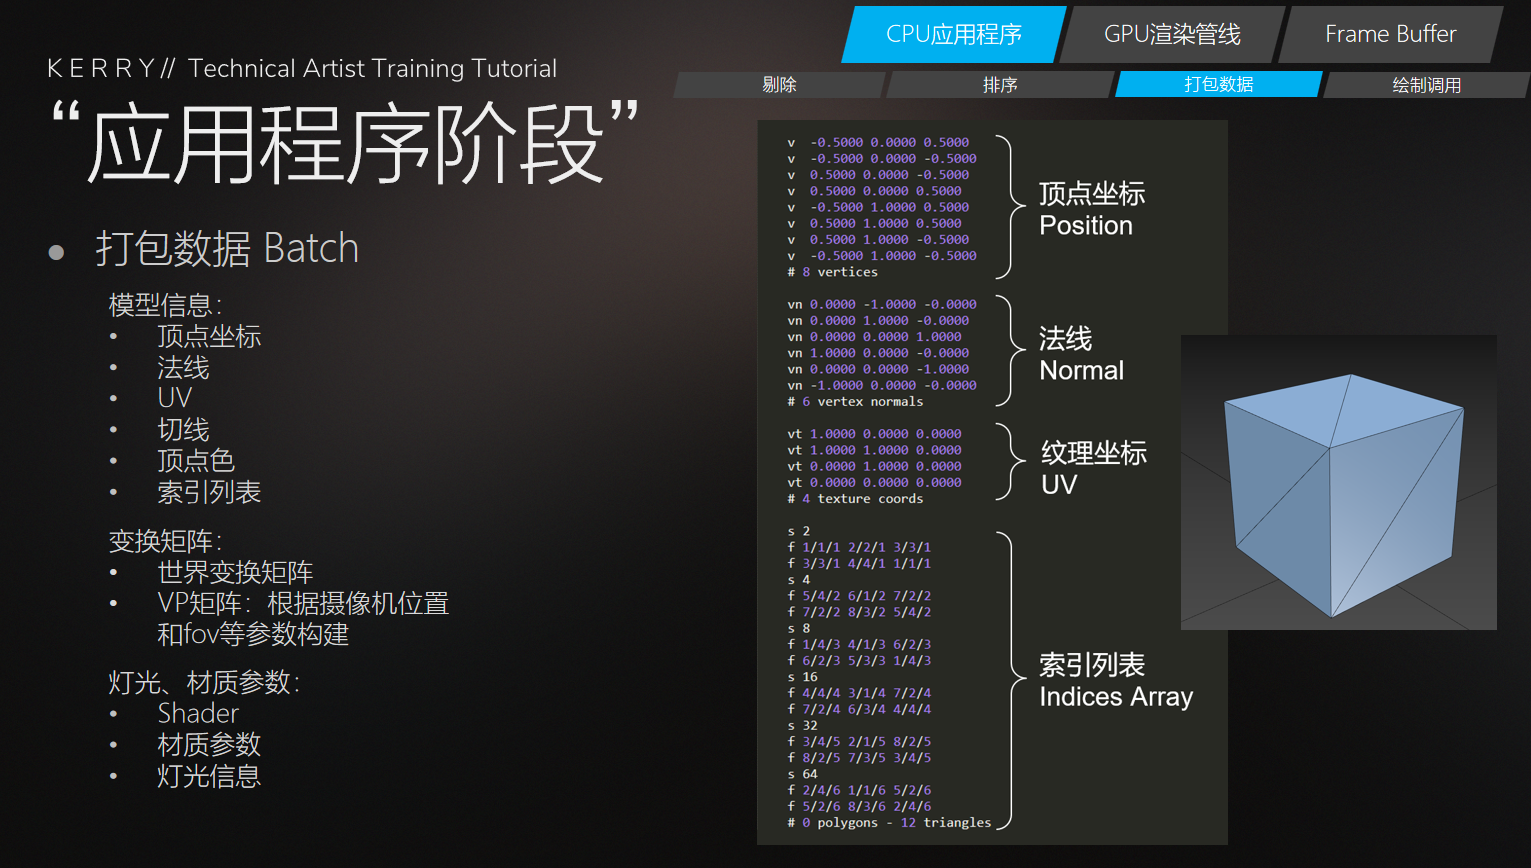 CPU应用程序
GPU渲染管线
Frame Buffer
KERRY// Technical Artist Training Tutorial
剔除
排序
打包数据
绘制调用
“应用程序阶段”
打包数据 Batch
模型信息:
• 顶点坐标
• 法线
• UV
• 切线
• 顶点色
• 索引列表
变换矩阵:
• 世界变换矩阵
• VP矩阵：根据摄像机位置
和fov等参数构建
灯光、材质参数:
• Shader
• 材质参数
• 灯光信息
v -0.5000 0.0000 0.5000
v -0.5000 0.0000 -0.5000
v 0.5000 0.0000 -0.5000
v 0.5000 0.0000 0.5000
v -0.5000 1.0000 0.5000
v 0.5000 1.0000 0.5000
v 0.5000 1.0000 -0.5000
v -0.5000 1.0000 -0.5000
# 8 vertices
顶点坐标
Position
vn 0.0000 -1.0000 -0.0000
vn 0.0000 1.0000 -0.0000
vn 0.0000 0.0000 1.0000
vn 1.0000 0.0000 -0.0000
vn 0.0000 0.0000 -1.0000
vn -1.0000 0.0000 -0.0000
# 6 vertex normals
法线
Normal
vt 1.0000 0.0000 0.0000
vt 1.0000 1.0000 0.0000
vt 0.0000 1.0000 0.0000
vt 0.0000 0.0000 0.0000
# 4 texture coords
纹理坐标
UV
s 2
f 1/1/1 2/2/1 3/3/1
f 3/3/1 4/4/1 1/1/1
s 4
f 5/4/2 6/1/2 7/2/2
f 7/2/2 8/3/2 5/4/2
s 8
f 1/4/3 4/1/3 6/2/3
f 6/2/3 5/3/3 1/4/3
s 16
f 4/4/4 3/1/4 7/2/4
f 7/2/4 6/3/4 4/4/4
s 32
f 3/4/5 2/1/5 8/2/5
f 8/2/5 7/3/5 3/4/5
s 64
f 2/4/6 1/1/6 5/2/6
f 5/2/6 8/3/6 2/4/6
# 0 polygons - 12 triangles
索引列表
Indices Array